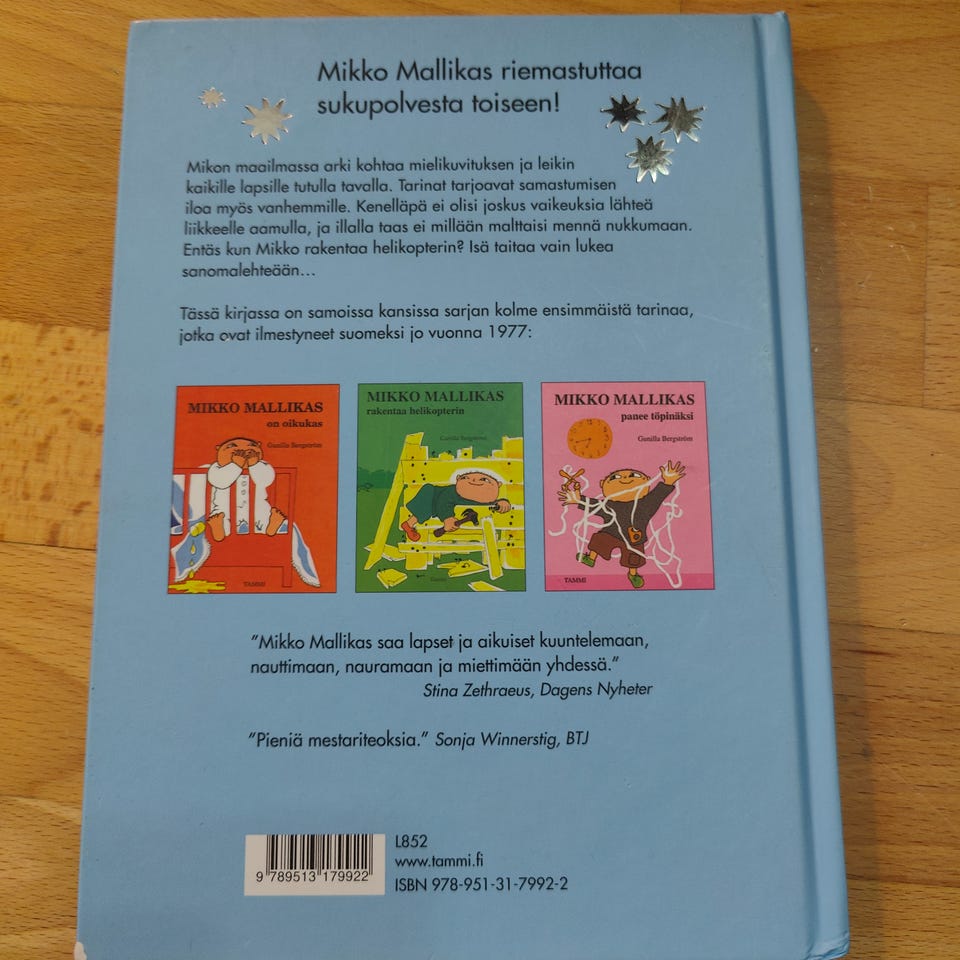 Mikko Mallikas riemastuttaa
sukupolvesta toiseen!
Mikon maailmassa arki kohtaa mielikuvituksen ja leikin
kaikille lapsille tutulla tavalla. Tarinat tarjoavat samastumisen
iloa myös vanhemmille. Kenelläpä ei olisi joskus vaikeuksia lähteä
liikkeelle aamulla, ja illalla taas ei millään malttaisi mennä nukkumaan.
Entäs kun Mikko rakentaa helikopterin? Isä taitaa vain lukea
sanomalehteään...
Tässä kirjassa on samoissa kansissa sarjan kolme ensimmäistä tarinaa,
jotka ovat ilmestyneet suomeksi jo vuonna 1977:
MIKKO MALLIKAS
on oikukas
Gunilla Bergström
TAMMI
MIKKO MALLIKAS
rakentaa helikopterin
Gunilla Bergström
Tammi
MIKKO MALLIKAS
panee töpinäksi
Gunilla Bergström
TAMMI
"Mikko Mallikas saa lapset ja aikuiset kuuntelemaan,
nauttimaan, nauramaan ja miettimään yhdessä."
Stina Zethraeus, Dagens Nyheter
"Pieniä mestariteoksia." Sonja Winnerstig, BTJ
9 789513 179922
L852
www.tammi.fi
ISBN 978-951-31-7992-2